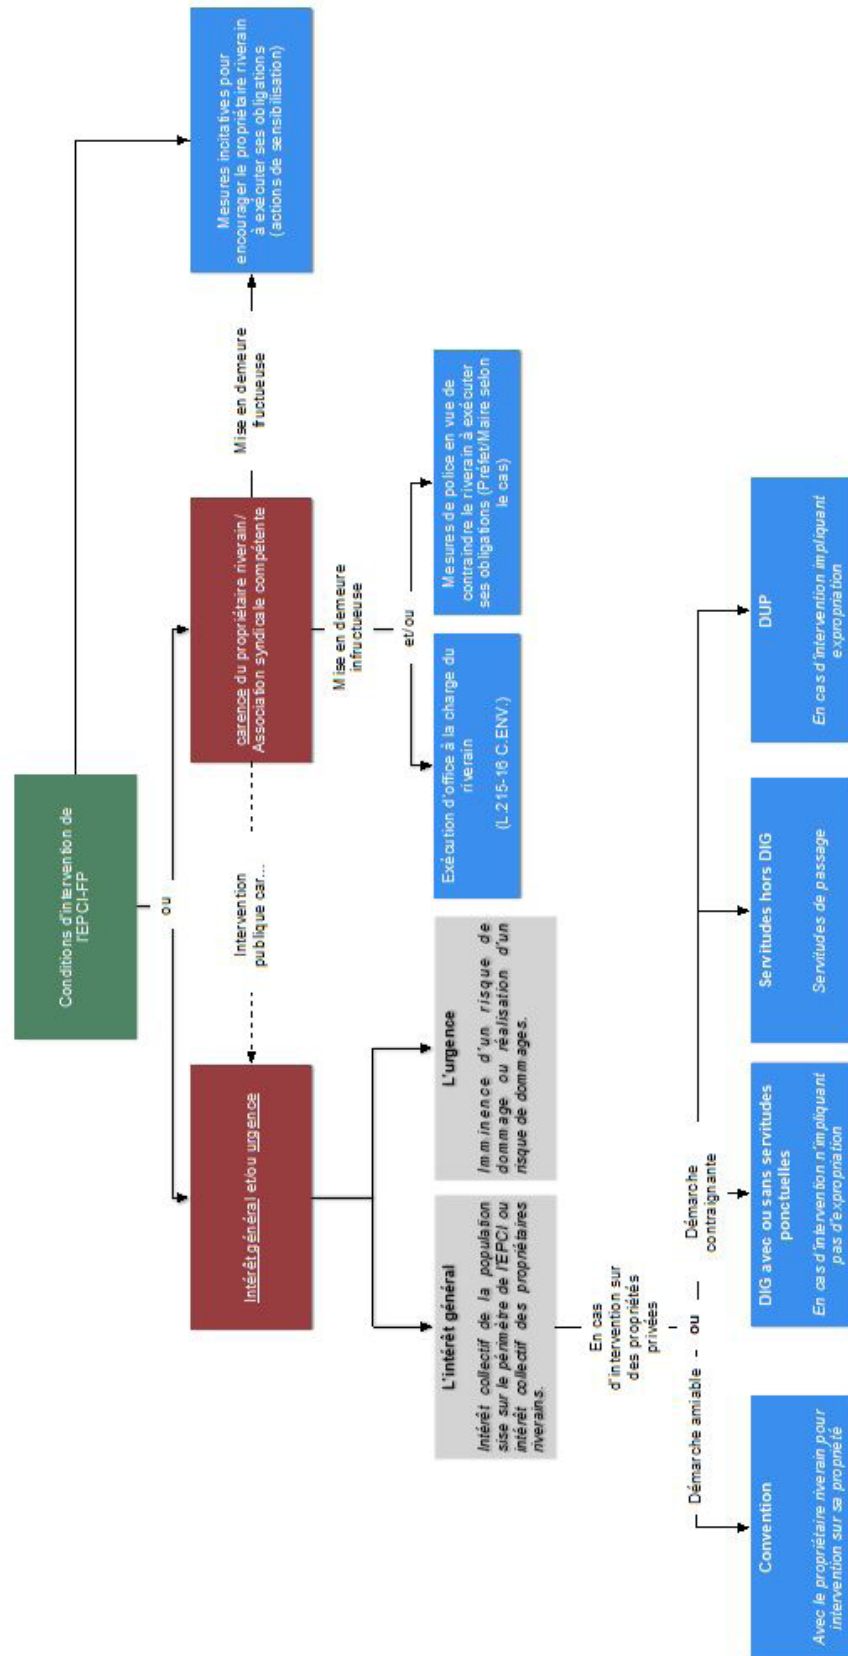 Conditions d'intervention de
l'EPCI-FP
ou
Intérêt général et/ou urgence
Intervention
publique car...
carence du propriétaire riverain/
Association syndicale compétente
Mise en demeure
fructueuse
Mesures incitatives pour
encourager le propriétaire riverain
à exécuter ses obligations
(actions de sensibilisation)
Mise en demeure
infructueuse
et/ou
L'intérêt général
Intérêt collectif de la population
sise sur le périmètre de l'EPCI ou
intérêt collectif des propriétaires
riverains.
L'urgence
Imminence d'un risque de
dommage ou réalisation d'un
risque de dommages.
Exécution d'office à la charge du
riverain
(L.215-16 C.ENV.)
Mesures de police en vue de
contraindre le riverain à exécuter
ses obligations (Préfet/Maire selon
le cas)
En cas
d'intervention sur
des propriétés
privées
Démarche amiable – ou –
Démarche
contraignante
Convention
Avec le propriétaire riverain pour
intervention sur sa propriété
DIG avec ou sans servitudes
ponctuelles
En cas d'intervention n'impliquant
pas d'expropriation
Servitudes hors DIG
Servitudes de passage
DUP
En cas d'intervention impliquant
expropriation